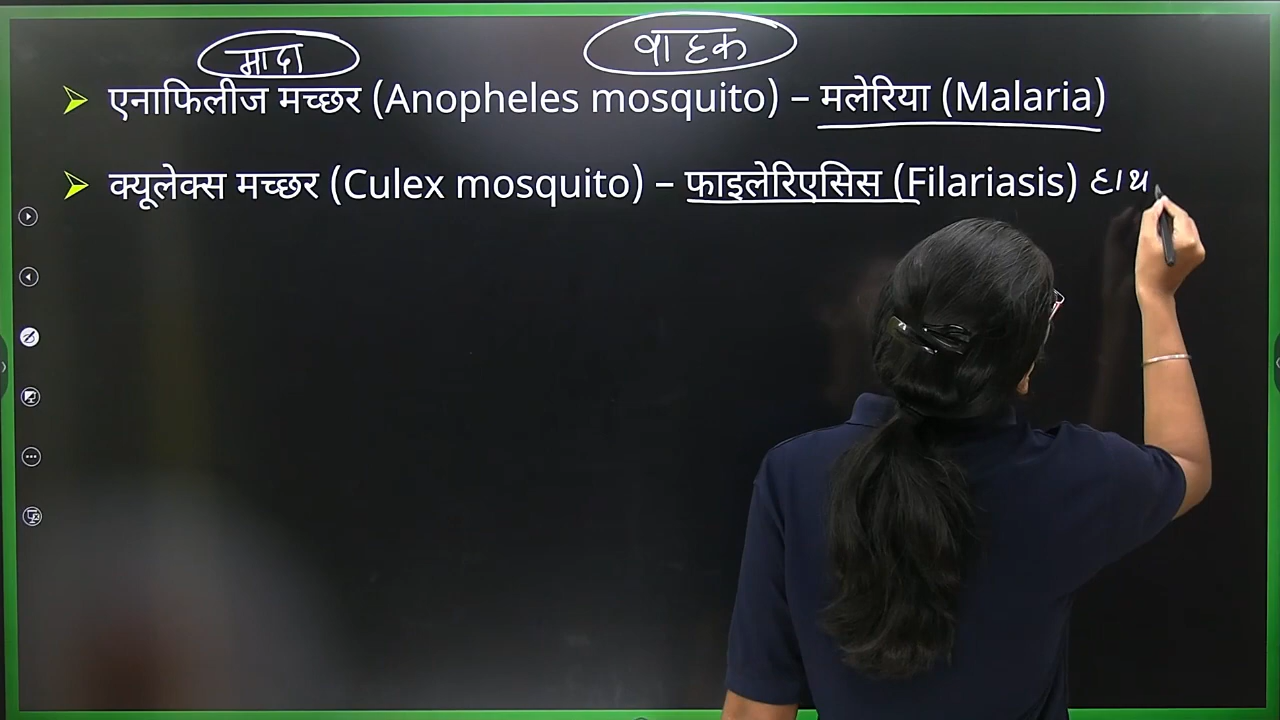 मादा वाहक
एनाफिलीज मच्छर (Anopheles mosquito) – मलेरिया (Malaria)
क्यूलेक्स मच्छर (Culex mosquito) – फाइलेरिएसिस (Filariasis) हाथ